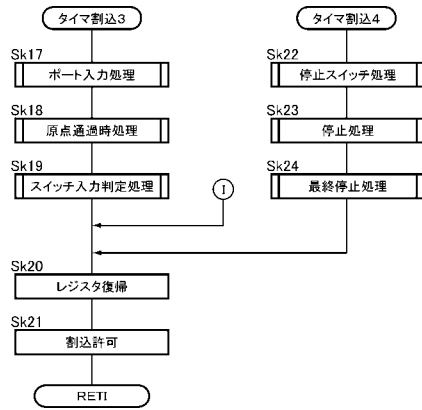 タイマ割込3
Sk17
ポート入力処理
Sk18
原点通過時処理
Sk19
スイッチ入力判定処理
タイマ割込4
Sk22
停止スイッチ処理
Sk23
停止処理
Sk24
最終停止処理
I
Sk20
レジスタ復帰
Sk21
割込許可
RETI